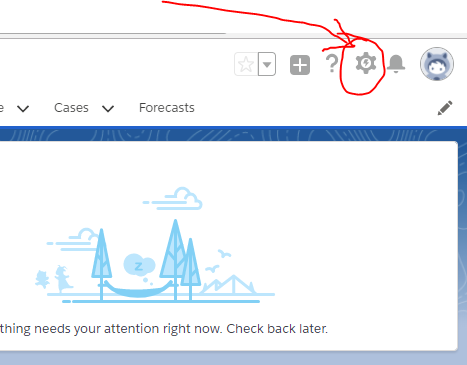 e Cases Forecasts
z
thing needs your attention right now. Check back later.